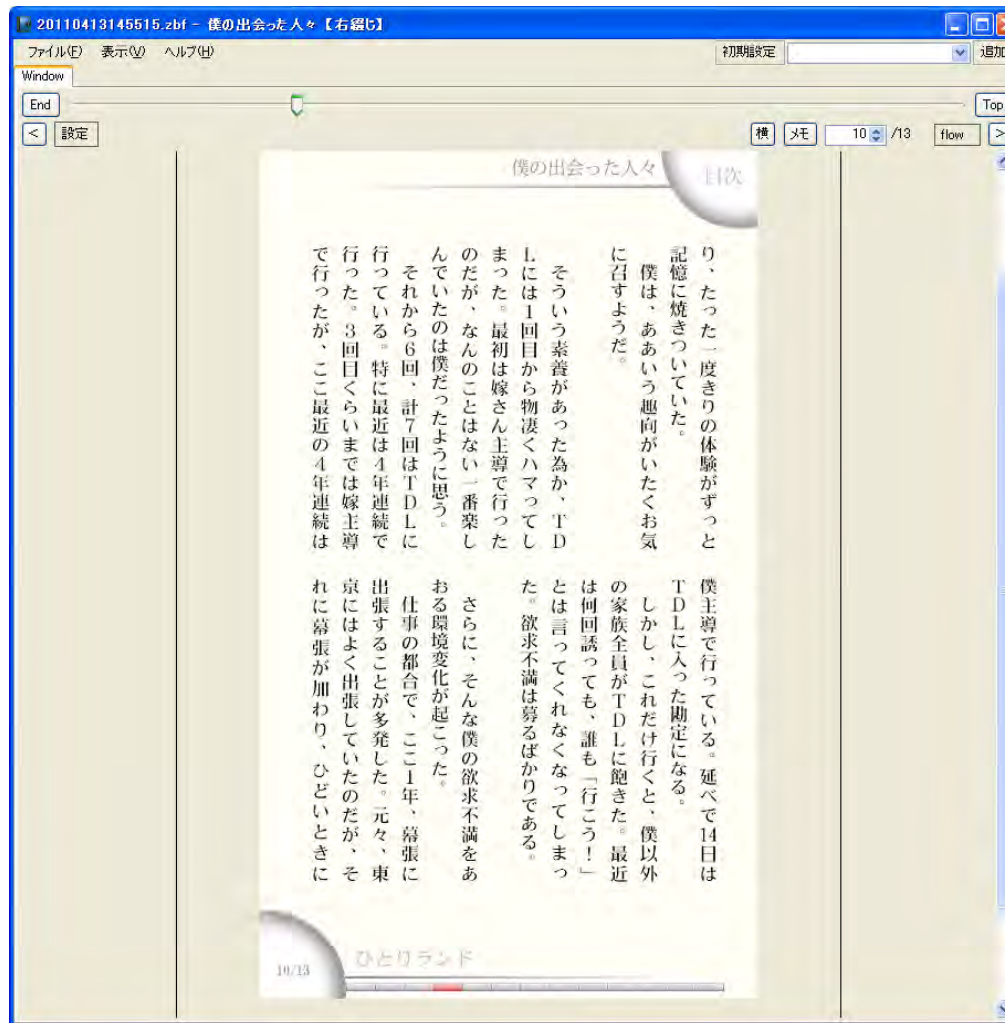 20110413145515.zbf - 僕の出会った人々【右綴じ】
ファイル(F) 表示(V) ヘルプ(H)
初期設定
追加
Window
End
Top
<
設定
横
メモ
10
/13
flow
>
僕の出会った人々
目次
り、たった一度きりの体験がずっと
記憶に焼きついていた。
僕は、ああいう趣向がいたくお気
に召すようだ。
そういう素養があった為か、TD
Lには1回目から物凄くハマってし
まった。最初は嫁さん主導で行った
のだが、なんのことはない一番楽し
んでいたのは僕だったように思う。
それから6回、計7回はTDLに
行っている。特に最近は4年連続で
行った。3回目くらいまでは嫁主導
で行ったが、ここ最近の4年連続は
僕主導で行っている。延べで14日は
TDLに入った勘定になる。
しかし、これだけ行くと、僕以外
の家族全員がTDLに飽きた。最近
は何回誘っても、誰も「行こう!」
とは言ってくれなくなってしまっ
た。欲求不満は募るばかりである。
さらに、そんな僕の欲求不満をあ
おる環境変化が起こった。
仕事の都合で、ここ1年、幕張に
出張することが多発した。元々、東
京にはよく出張していたのだが、そ
れに幕張が加わり、ひどいときに
ひとりランド
10/13